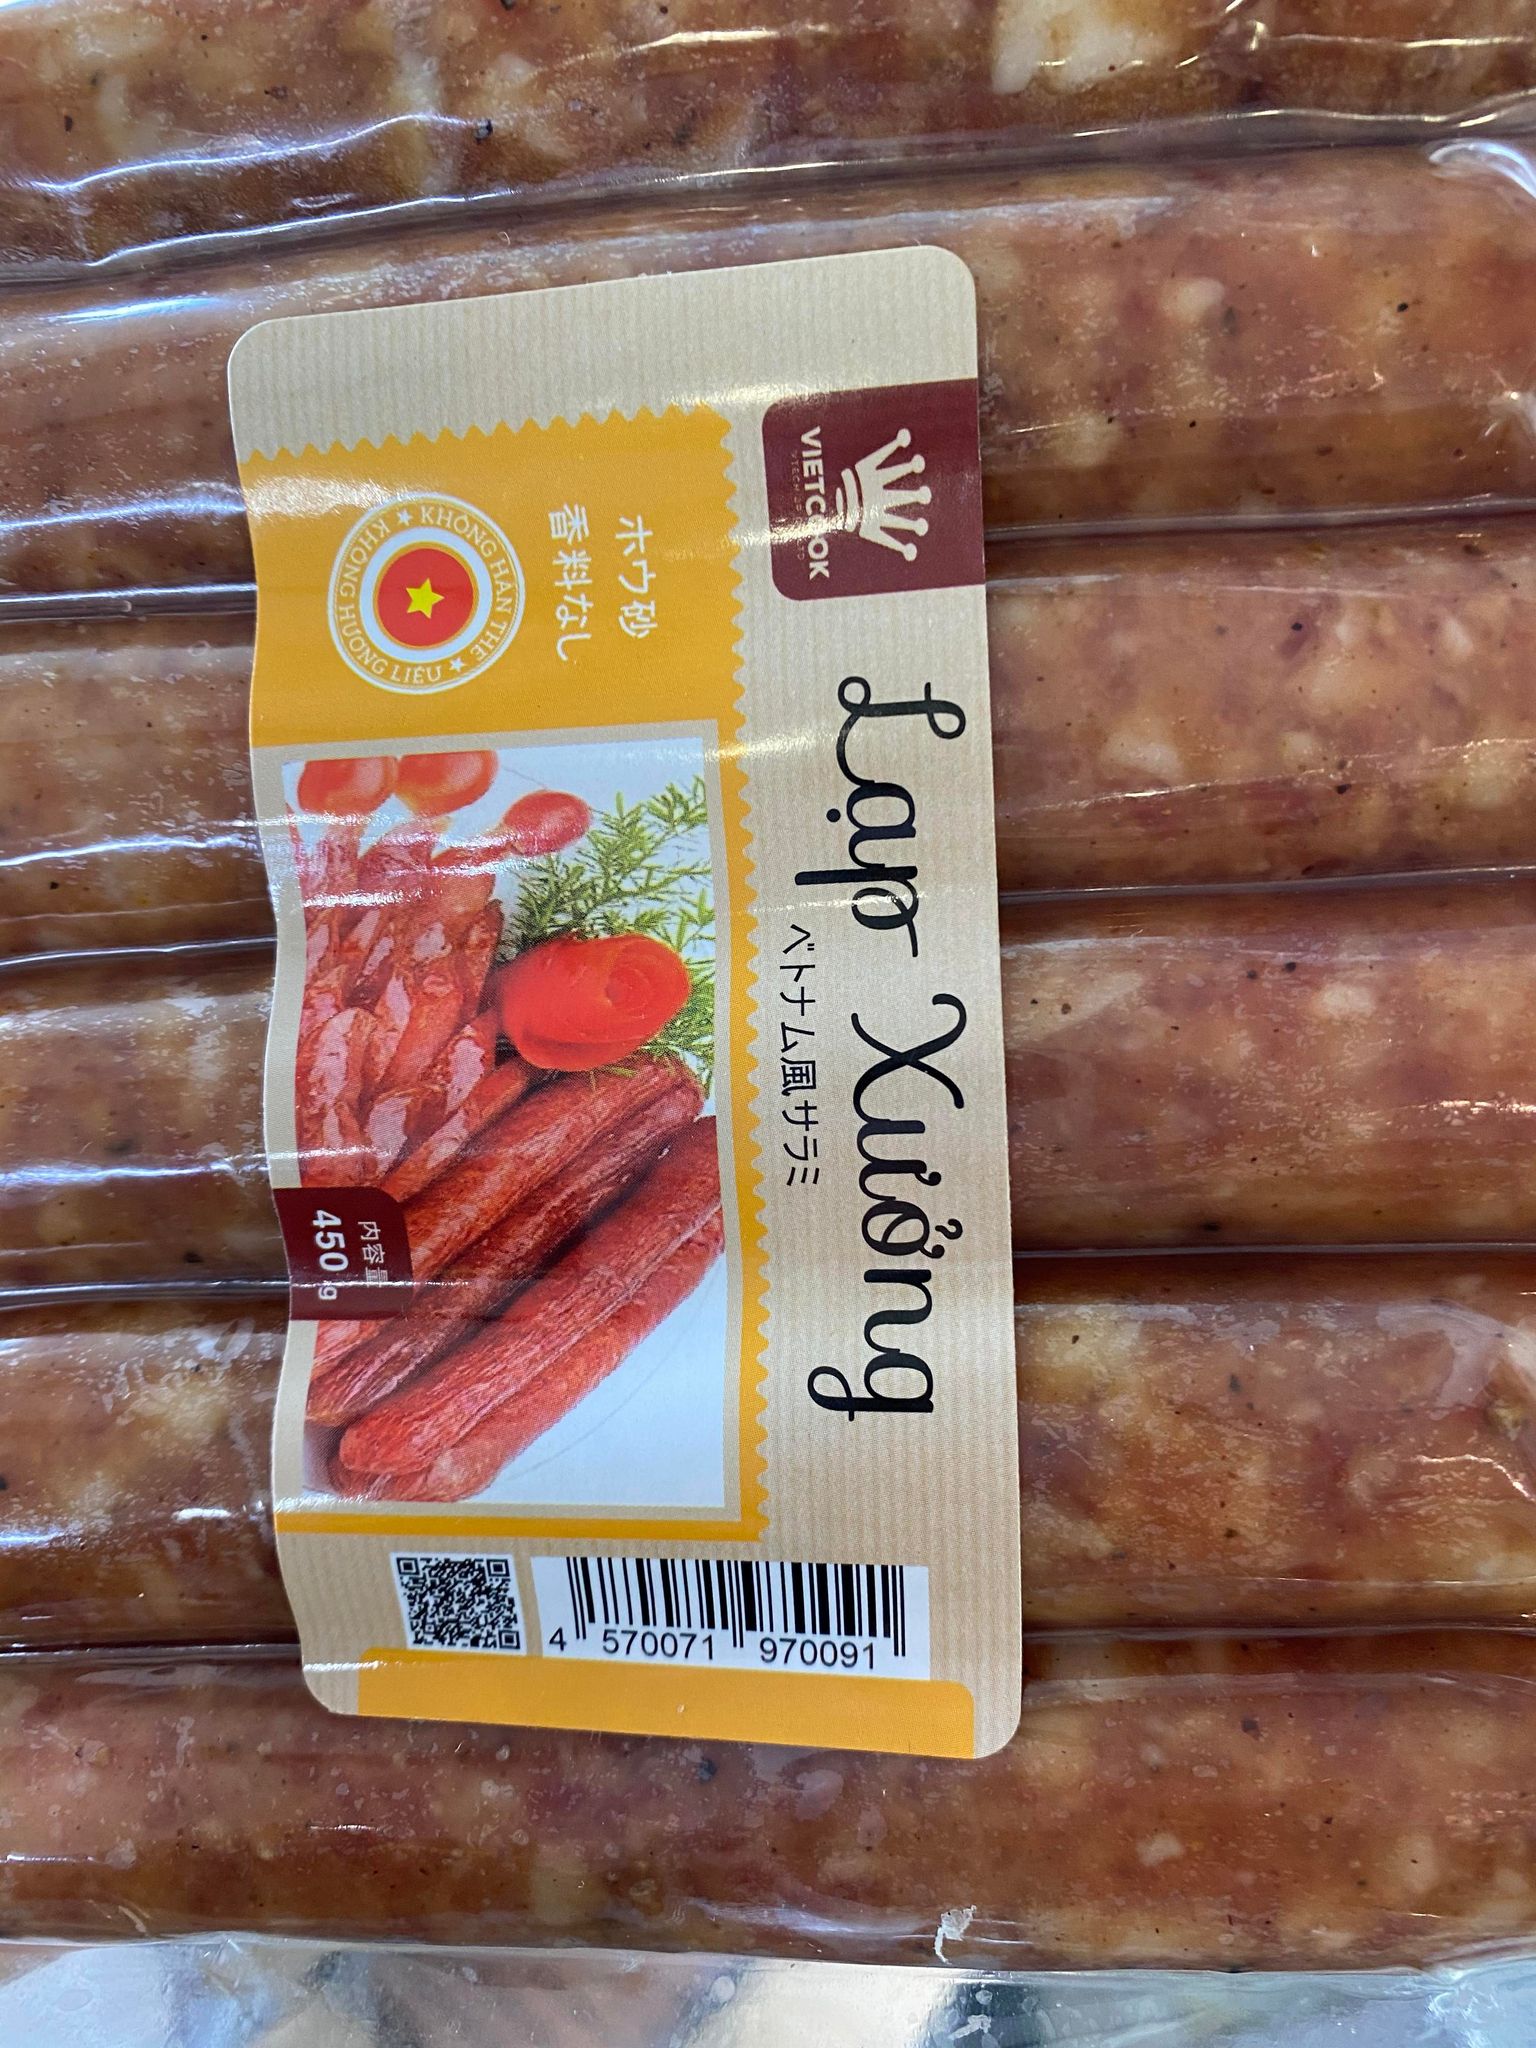 VIETCOOK
Lạp Xưởng
ベトナム風サラミ
ホウ砂
香料なし
★ KHÔNG HÀN THE ★ KHÔNG HƯƠNG LIỆU
内容量
450
4 570071 970091